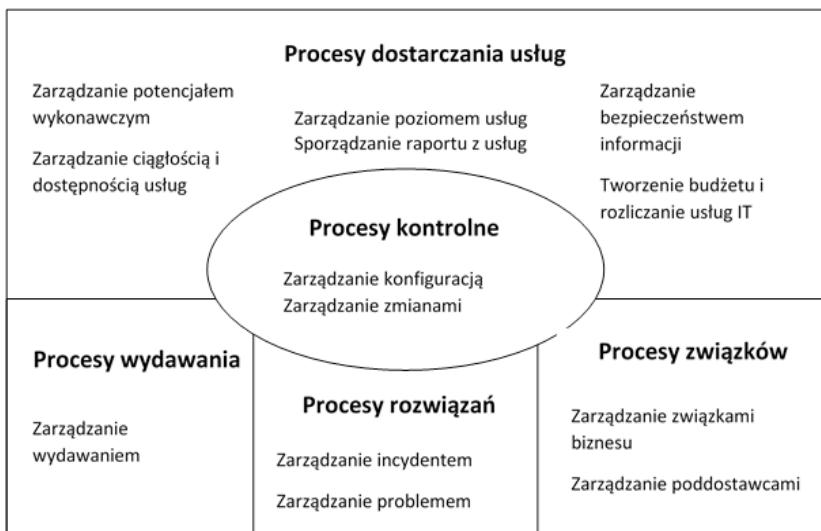 Procesy dostarczania usług
Zarządzanie potencjałem
wykonawczym
Zarządzanie ciągłością i
dostępnością usług
Zarządzanie poziomem usług
Sporządzanie raportu z usług
Zarządzanie
bezpieczeństwem
informacji
Tworzenie budżetu i
rozliczanie usług IT
Procesy kontrolne
Zarządzanie konfiguracją
Zarządzanie zmianami
Procesy wydawania
Zarządzanie
wydawaniem
Procesy rozwiązań
Zarządzanie incydentem
Zarządzanie problemem
Procesy związków
Zarządzanie związkami
biznesu
Zarządzanie poddostawcami